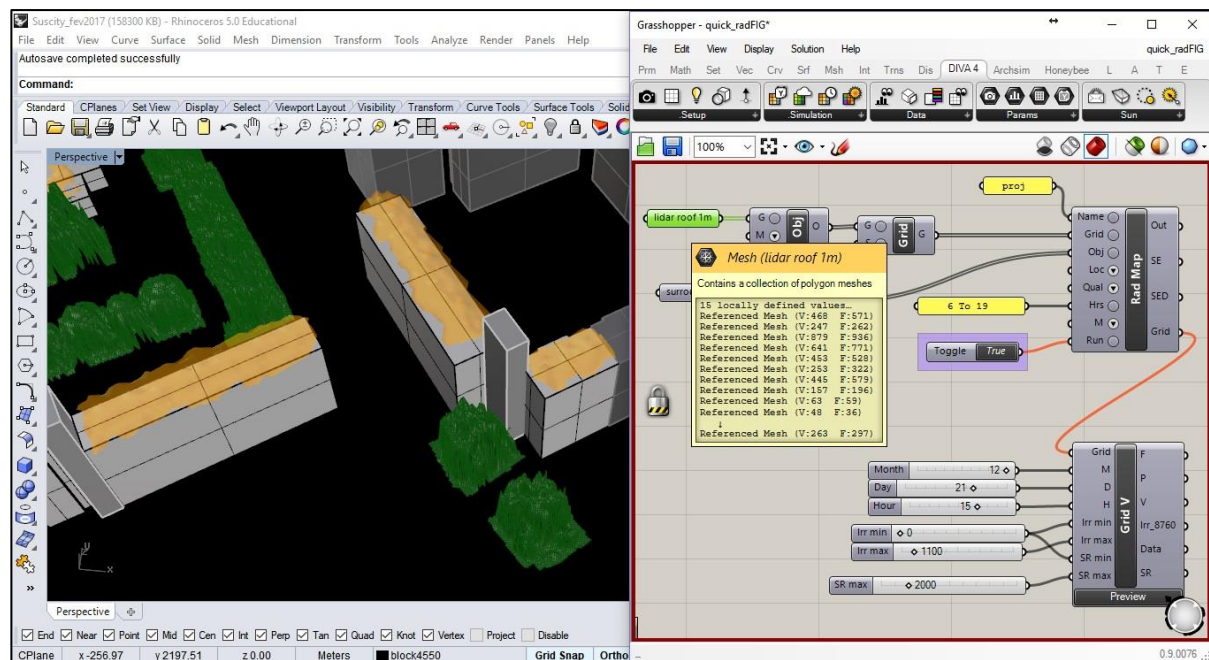 Suscity_fev2017 (158300 KB) - Rhinoceros 5.0 Educational
File Edit View Curve Surface Solid Mesh Dimension Transform Tools Analyze Render Panels Help
Autosave completed successfully
Command:
Standard CPlanes Set View Display Select Viewport Layout Visibility Transform Curve Tools Surface Tools Solid
Perspective
y
x
Perspective
End Near Point Mid Cen Int Perp Tan Quad Knot Vertex Project Disable
CPlane x -256.97 y 2197.51 z 0.00 Meters block4550 Grid Snap Ortho
Grasshopper - quick_radFIG*
File Edit View Display Solution Help quick_radFIG
Prm Math Set Vec Crv Srf Msh Int Trns Dis DIVA 4 Archsim Honeybee L A T E
.Setup .Simulation Data Params Sun
100%
proj
lidar roof 1m
G
M
Obj
O
G
Grid
G
Mesh (lidar roof 1m)
Contains a collection of polygon meshes
15 locally defined values…
Referenced Mesh (V:468 F:571)
Referenced Mesh (V:247 F:262)
Referenced Mesh (V:879 F:936)
Referenced Mesh (V:641 F:771)
Referenced Mesh (V:453 F:528)
Referenced Mesh (V:253 F:322)
Referenced Mesh (V:445 F:579)
Referenced Mesh (V:157 F:196)
Referenced Mesh (V:63 F:59)
Referenced Mesh (V:48 F:36)
↓
Referenced Mesh (V:263 F:297)
surro
6 To 19
Toggle True
Name
Grid
Obj
Loc
Qual
Hrs
M
Run
Rad Map
Out
SE
SED
Grid
Month 12
Day 21
Hour 15
Irr min 0
Irr max 1100
SR max 2000
Grid
M
D
H
Irr min
Irr max
SR min
SR max
Grid V
F
P
V
Irr_8760
Data
SR
Preview
0.9.0076